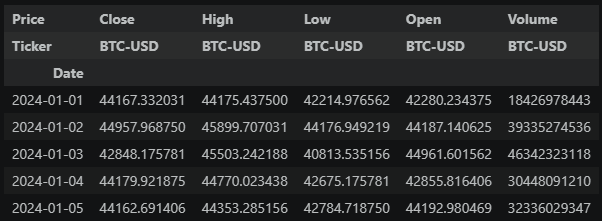 Price Close High Low Open Volume
Ticker BTC-USD BTC-USD BTC-USD BTC-USD BTC-USD
Date
2024-01-01 44167.332031 44175.437500 42214.976562 42280.234375 18426978443
2024-01-02 44957.968750 45899.707031 44176.949219 44187.140625 39335274536
2024-01-03 42848.175781 45503.242188 40813.535156 44961.601562 46342323118
2024-01-04 44179.921875 44770.023438 42675.175781 42855.816406 30448091210
2024-01-05 44162.691406 44353.285156 42784.718750 44192.980469 32336029347